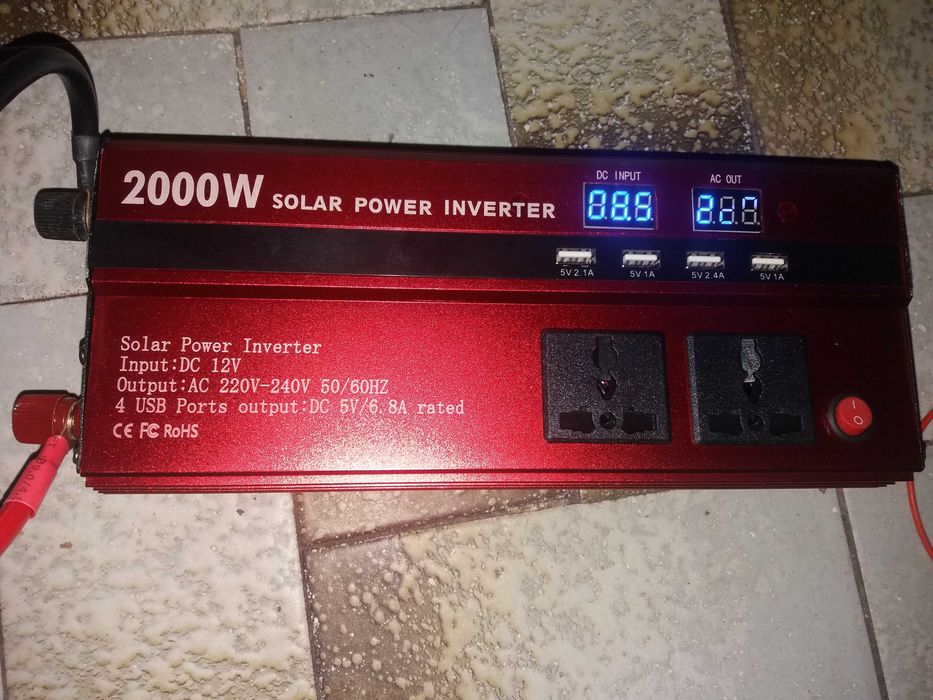 2000W SOLAR POWER INVERTER
DC INPUT
AC OUT
5V 2.1A
5V 1A
5V 2.4A
5V 1A
Solar Power Inverter
Input:DC 12V
Output:AC 220V-240V 50/60HZ
4 USB Ports output:DC 5V/6.8A rated
CE FC RoHS